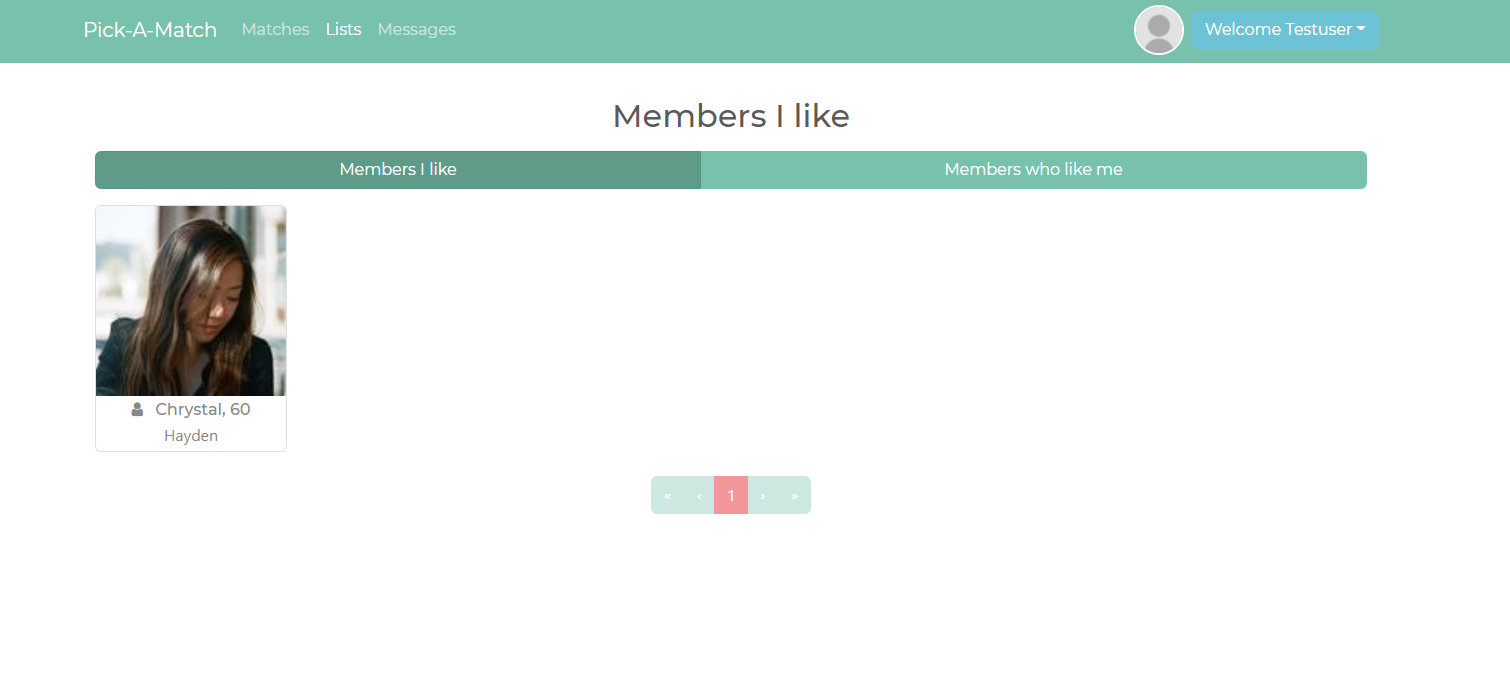 Pick-A-Match Matches Lists Messages Welcome Testuser
Members I like
Members I like Members who like me
Chrystal, 60
Hayden
« ‹ 1 › »